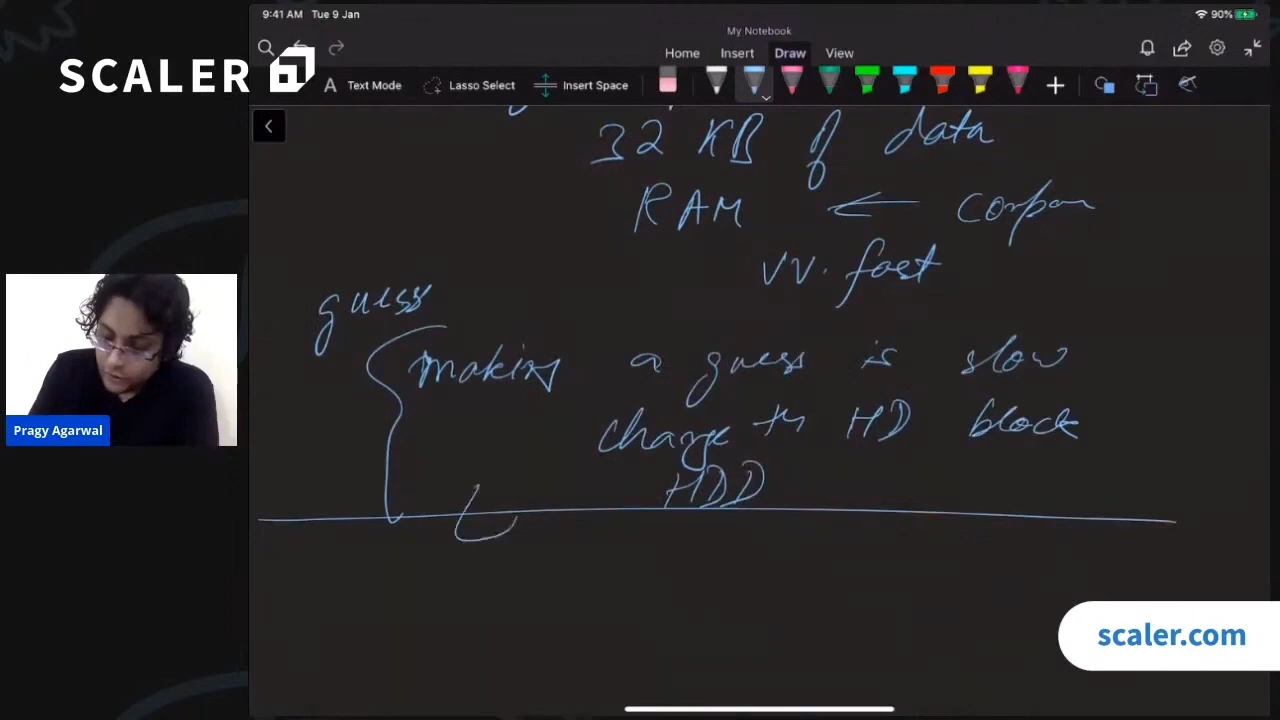 9:41 AM Tue 9 Jan
90%
My Notebook
Home Insert Draw View
SCALER
Text Mode Lasso Select Insert Space
32 KB of data
RAM ← compare
vv. fast
guess
making a guess is slow
change the HD block
HDD
Pragy Agarwal
scaler.com